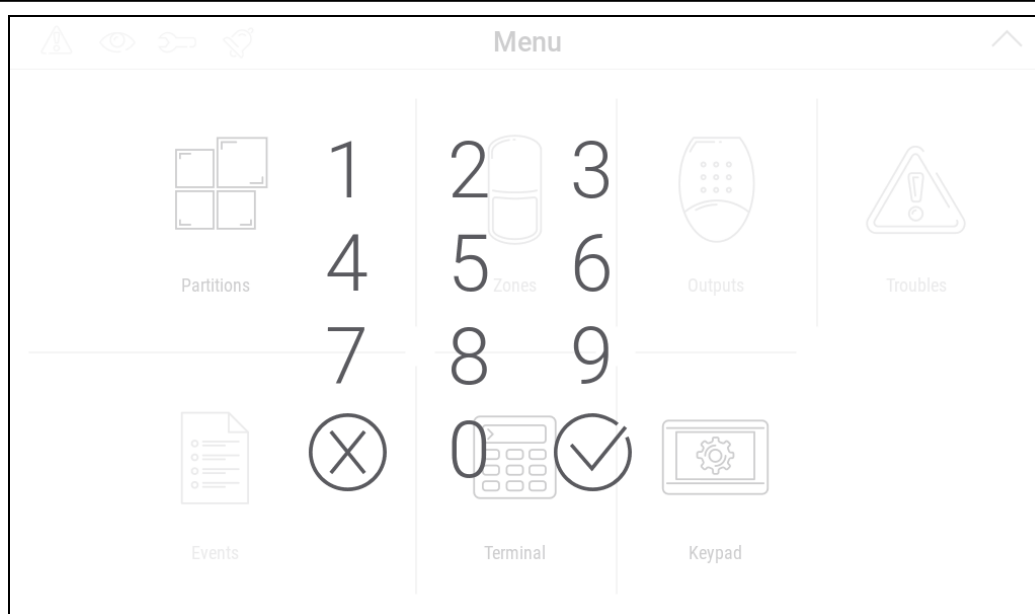 Menu
1 2 3
4 5 6
Partitions Zones Outputs Troubles
7 8 9
0
Events Terminal Keypad